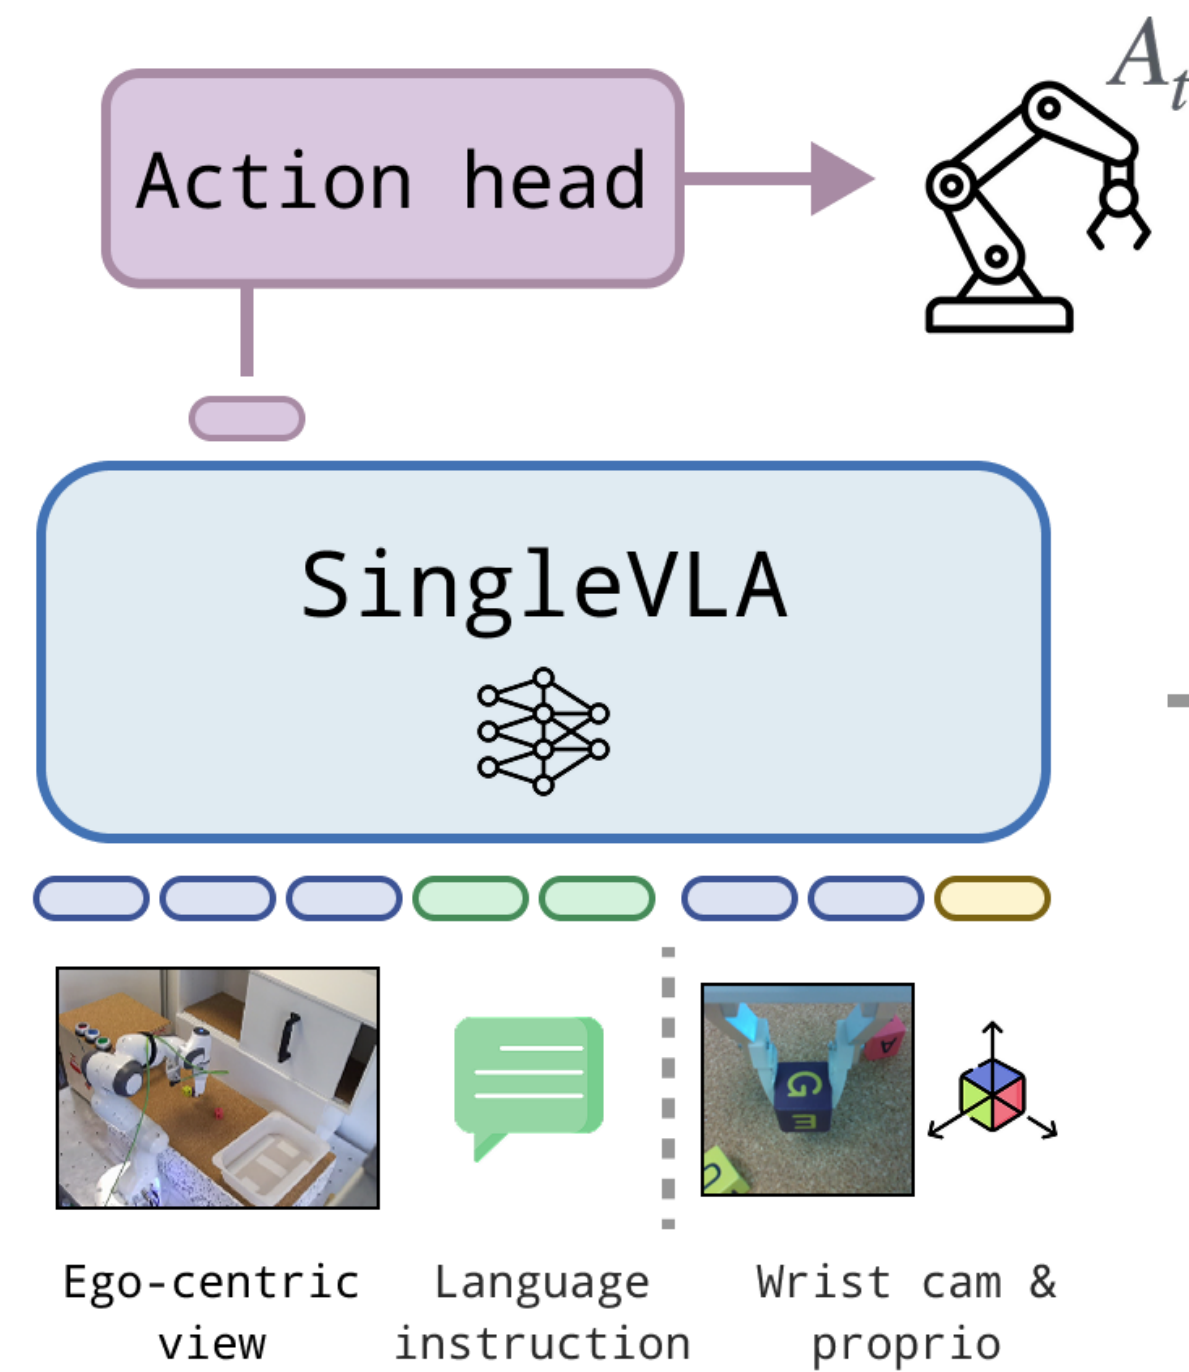 A_t
Action head
SingleVLA
G
E
A
Ego-centric
view
Language
instruction
Wrist cam &
proprio